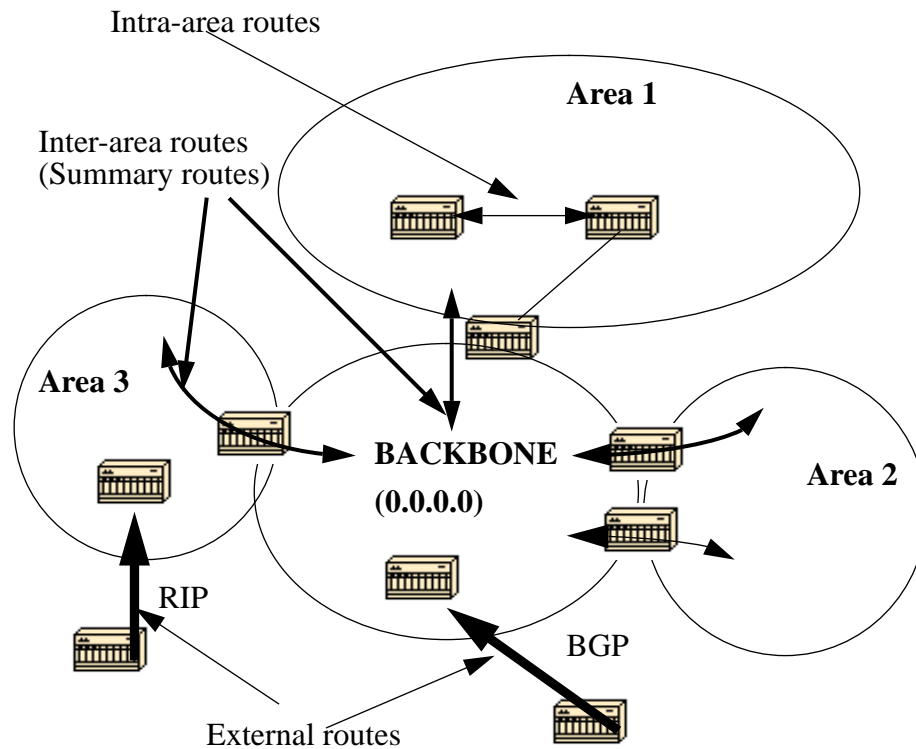 Intra-area routes
Area 1
Inter-area routes
(Summary routes)
Area 3
BACKBONE
(0.0.0.0)
Area 2
RIP
BGP
External routes